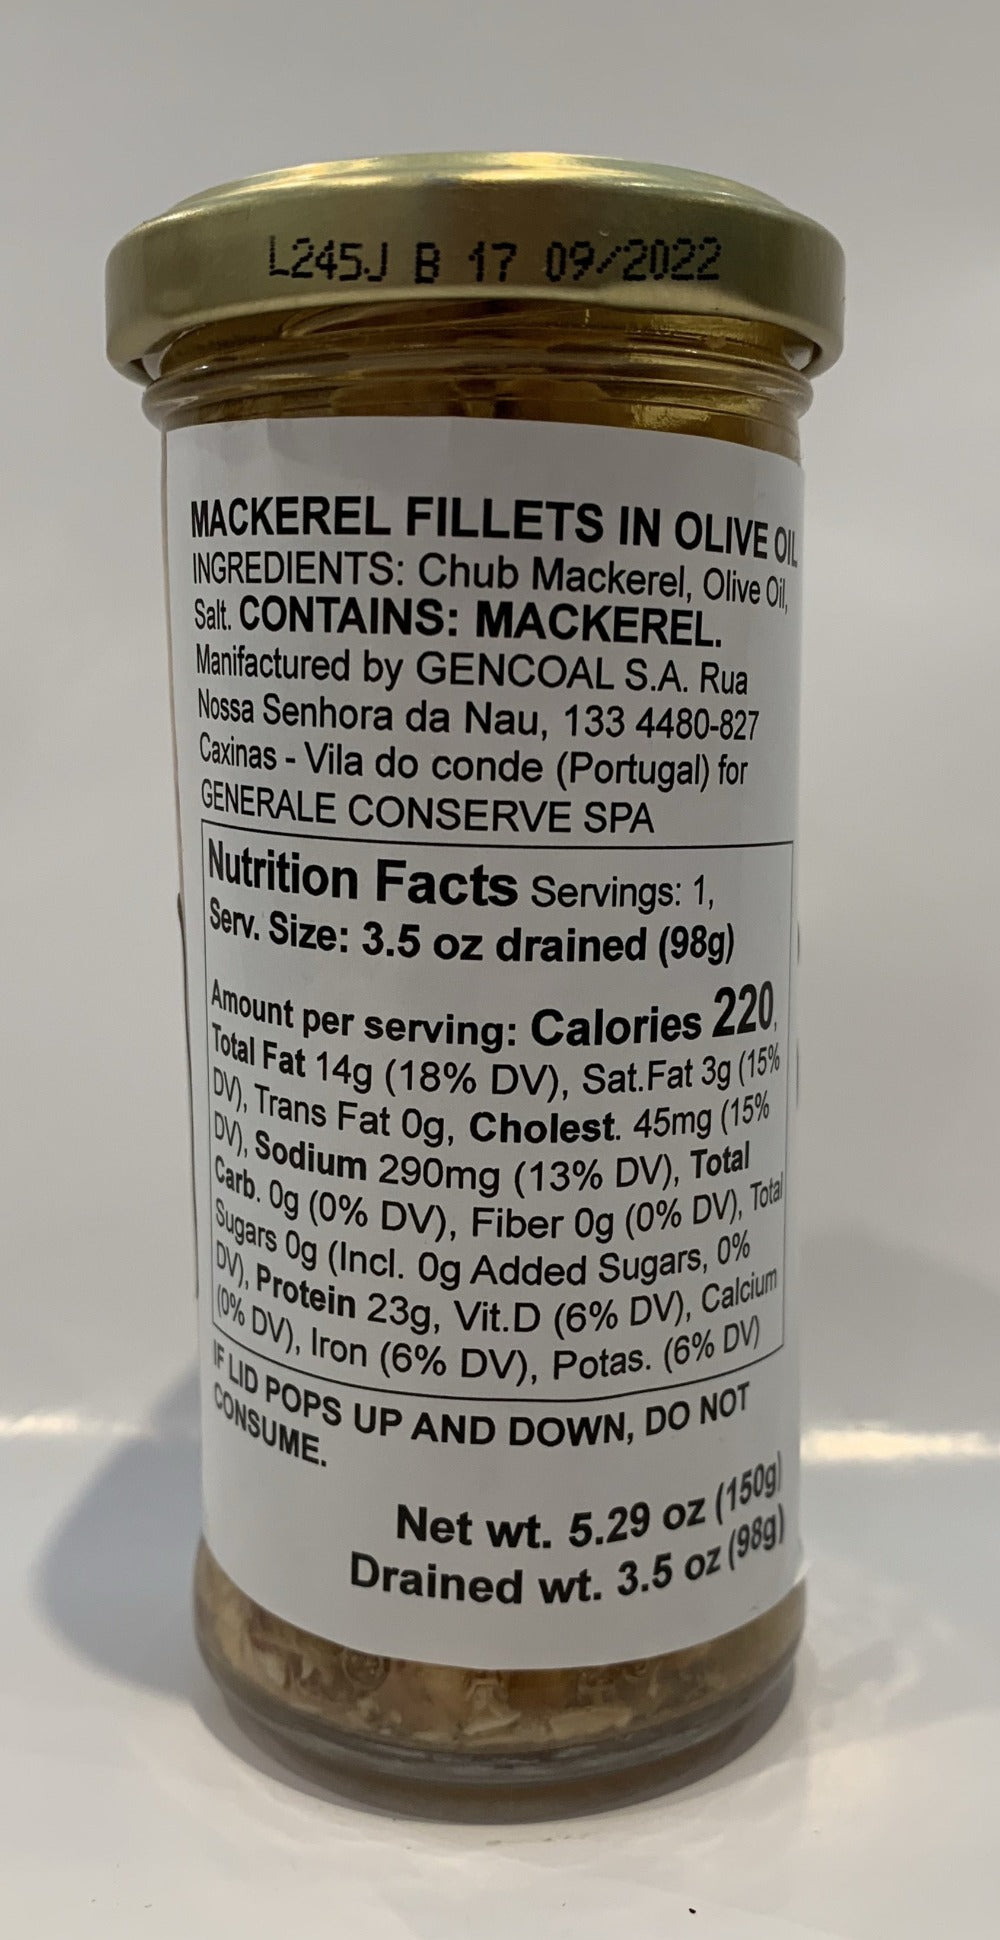 L245J B 17 09/2022
MACKEREL FILLETS IN OLIVE OIL
INGREDIENTS: Chub Mackerel, Olive Oil,
Salt. CONTAINS: MACKEREL.
Manifactured by GENCOAL S.A. Rua
Nossa Senhora da Nau, 133 4480-827
Caxinas - Vila do conde (Portugal) for
GENERALE CONSERVE SPA
Nutrition Facts Servings: 1,
Serv. Size: 3.5 oz drained (98g)
Amount per serving: Calories 220,
Total Fat 14g (18% DV), Sat.Fat 3g (15%
DV), Trans Fat 0g, Cholest. 45mg (15%
DV), Sodium 290mg (13% DV), Total
Carb. 0g (0% DV), Fiber 0g (0% DV), Total
Sugars 0g (Incl. 0g Added Sugars, 0%
DV), Protein 23g, Vit.D (6% DV), Calcium
(0% DV), Iron (6% DV), Potas. (6% DV)
IF LID POPS UP AND DOWN, DO NOT
CONSUME.
Net wt. 5.29 oz (150g)
Drained wt. 3.5 oz (98g)